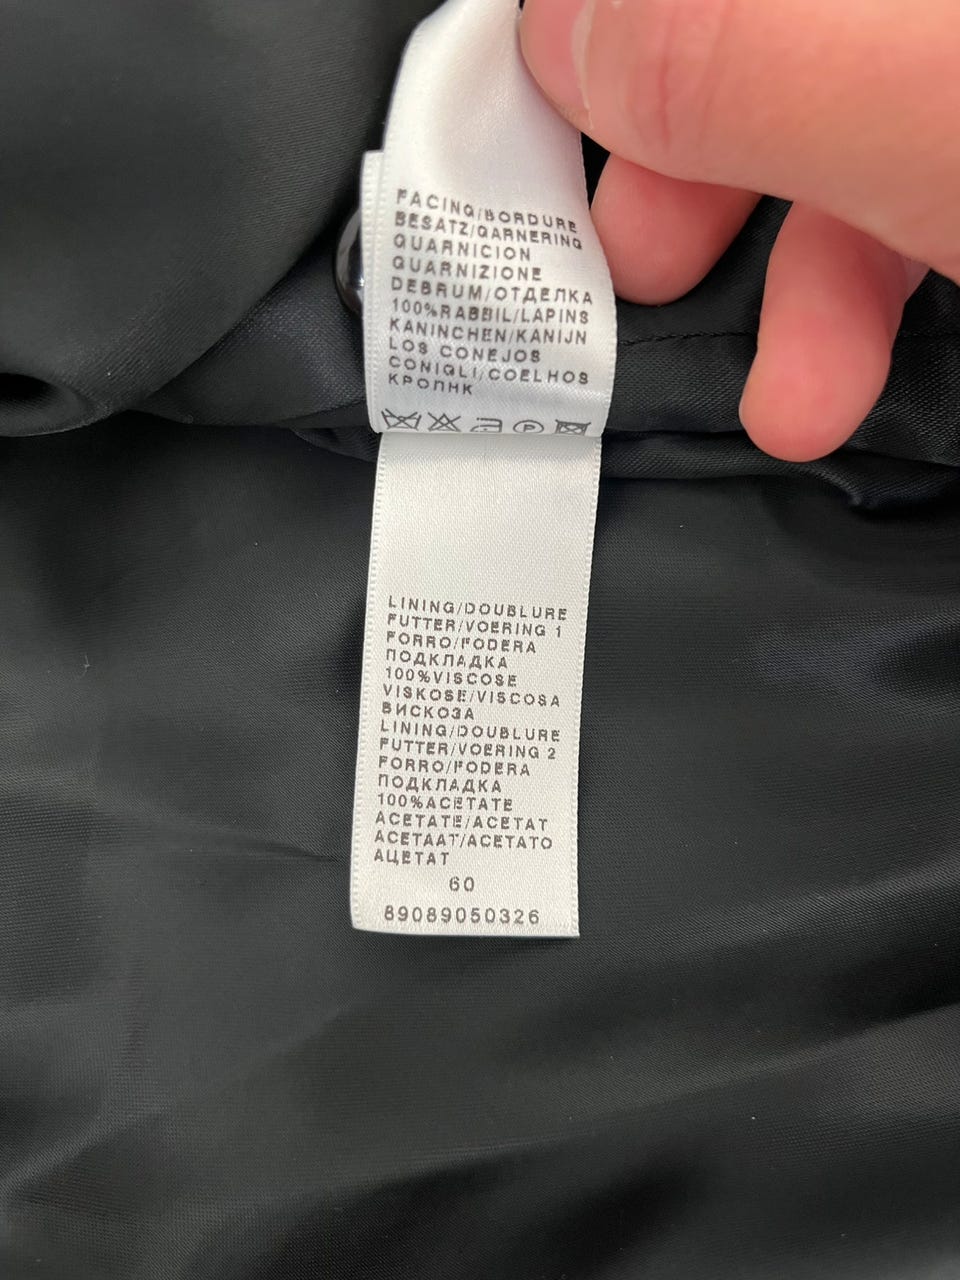 FACING/BORDURE
BESATZ/GARNERING
GUARNICION
GUARNIZIONE
DEBRUM/ОТДЕЛКА
100%RABBIL/LAPINS
KANINCHEN/KANIJN
LOS CONEJOS
CONIGLI/COELHOS
КРОЛНК
P
LINING/DOUBLURE
FUTTER/VOERING 1
FORRO/FODERA
ПОДКЛАДКА
100%VISCOSE
VISKOSE/VISCOSA
ВИСКОЗА
LINING/DOUBLURE
FUTTER/VOERING 2
FORRO/FODERA
ПОДКЛАДКА
100%ACETATE
ACETATE/ACETAT
ACETAAT/ACETATO
АЦЕТАТ
60
89089050326